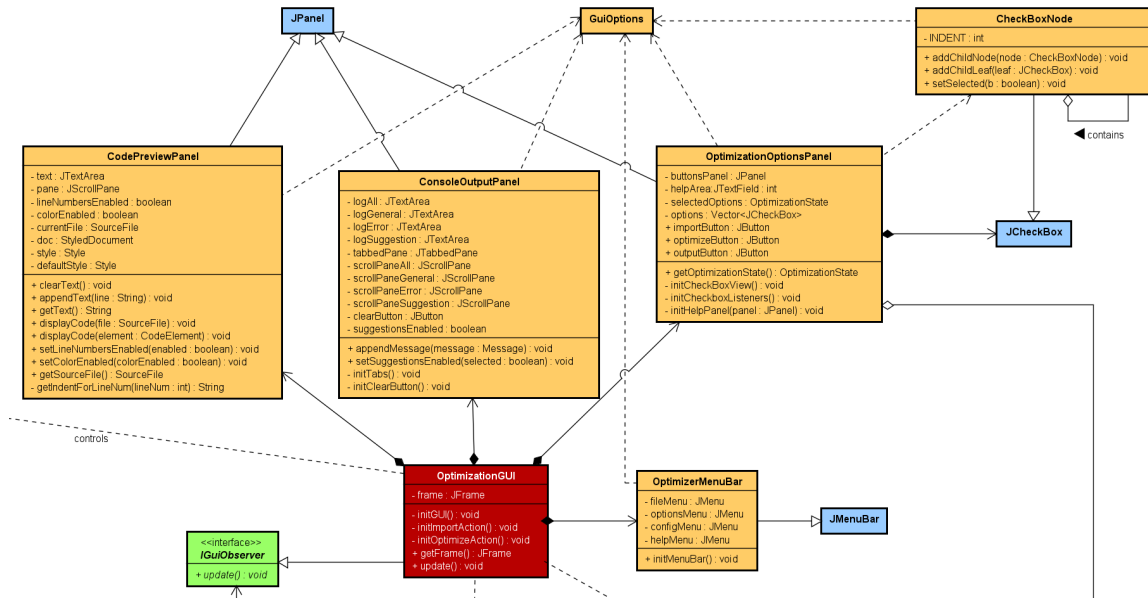 JPanel
GuiOptions
CheckBoxNode
- INDENT : int
+ addChildNode(node : CheckBoxNode) : void
+ addChildLeaf(leaf : JCheckBox) : void
+ setSelected(b : boolean) : void
contains
CodePreviewPanel
- text : JTextArea
- pane : JScrollPane
- lineNumbersEnabled : boolean
- colorEnabled : boolean
- currentFile : SourceFile
- doc : StyledDocument
- style : Style
- defaultStyle : Style
+ clearText() : void
+ appendText(line : String) : void
+ getText() : String
+ displayCode(file : SourceFile) : void
+ displayCode(element : CodeElement) : void
+ setLineNumbersEnabled(enabled : boolean) : void
+ setColorEnabled(colorEnabled : boolean) : void
+ getSourceFile() : SourceFile
- getIndentForLineNum(lineNum : int) : String
ConsoleOutputPanel
- logAll : JTextArea
- logGeneral : JTextArea
- logError : JTextArea
- logSuggestion : JTextArea
- tabbedPane : JTabbedPane
- scrollPaneAll : JScrollPane
- scrollPaneGeneral : JScrollPane
- scrollPaneError : JScrollPane
- scrollPaneSuggestion : JScrollPane
- clearButton : JButton
- suggestionsEnabled : boolean
+ appendMessage(message : Message) : void
+ setSuggestionsEnabled(selected : boolean) : void
- initTabs() : void
- initClearButton() : void
OptimizationOptionsPanel
- buttonsPanel : JPanel
- helpArea:JTextField : int
- selectedOptions : OptimizationState
- options : Vector<JCheckBox>
+ importButton : JButton
+ optimizeButton : JButton
+ outputButton : JButton
+ getOptimizationState() : OptimizationState
- initCheckBoxView() : void
- initCheckboxListeners() : void
- initHelpPanel(panel : JPanel) : void
JCheckBox
controls
OptimizationGUI
- frame : JFrame
- initGUI() : void
- initImportAction() : void
- initOptimizeAction() : void
+ getFrame() : JFrame
+ update() : void
OptimizerMenuBar
- fileMenu : JMenu
- optionsMenu : JMenu
- configMenu : JMenu
- helpMenu : JMenu
+ initMenuBar() : void
JMenuBar
<<interface>>
IGuiObserver
+ update() : void